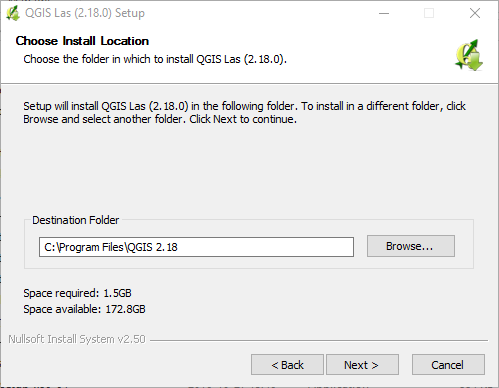 QGIS Las (2.18.0) Setup
Choose Install Location
Choose the folder in which to install QGIS Las (2.18.0).
Setup will install QGIS Las (2.18.0) in the following folder. To install in a different folder, click
Browse and select another folder. Click Next to continue.
Destination Folder
C:\Program Files\QGIS 2.18
Browse...
Space required: 1.5GB
Space available: 172.8GB
Nullsoft Install System v2.50
< Back
Next >
Cancel